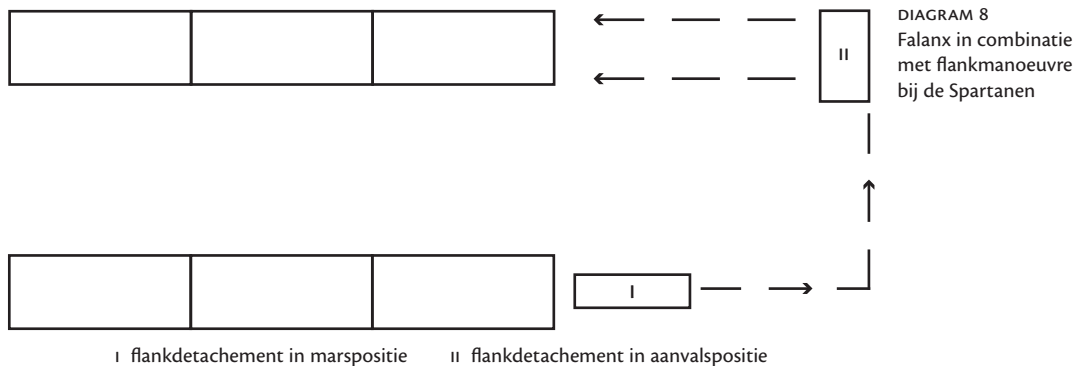 DIAGRAM 8
Falanx in combinatie
met flankmanoeuvre
bij de Spartanen
II
I
I flankdetachement in marspositie II flankdetachement in aanvalspositie